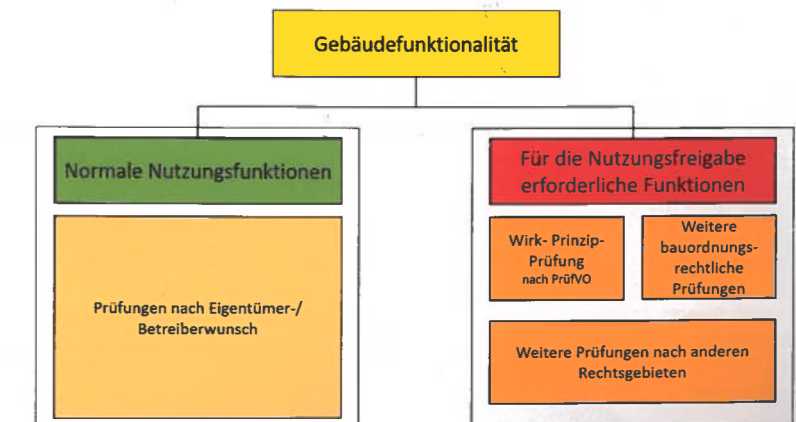 Gebäudefunktionalität
Normale Nutzungsfunktionen
Prüfungen nach Eigentümer-/
Betreiberwunsch
Für die Nutzungsfreigabe
erforderliche Funktionen
Wirk- Prinzip-
Prüfung
nach PrüfVO
Weitere
bauordnungs-
rechtliche
Prüfungen
Weitere Prüfungen nach anderen
Rechtsgebieten